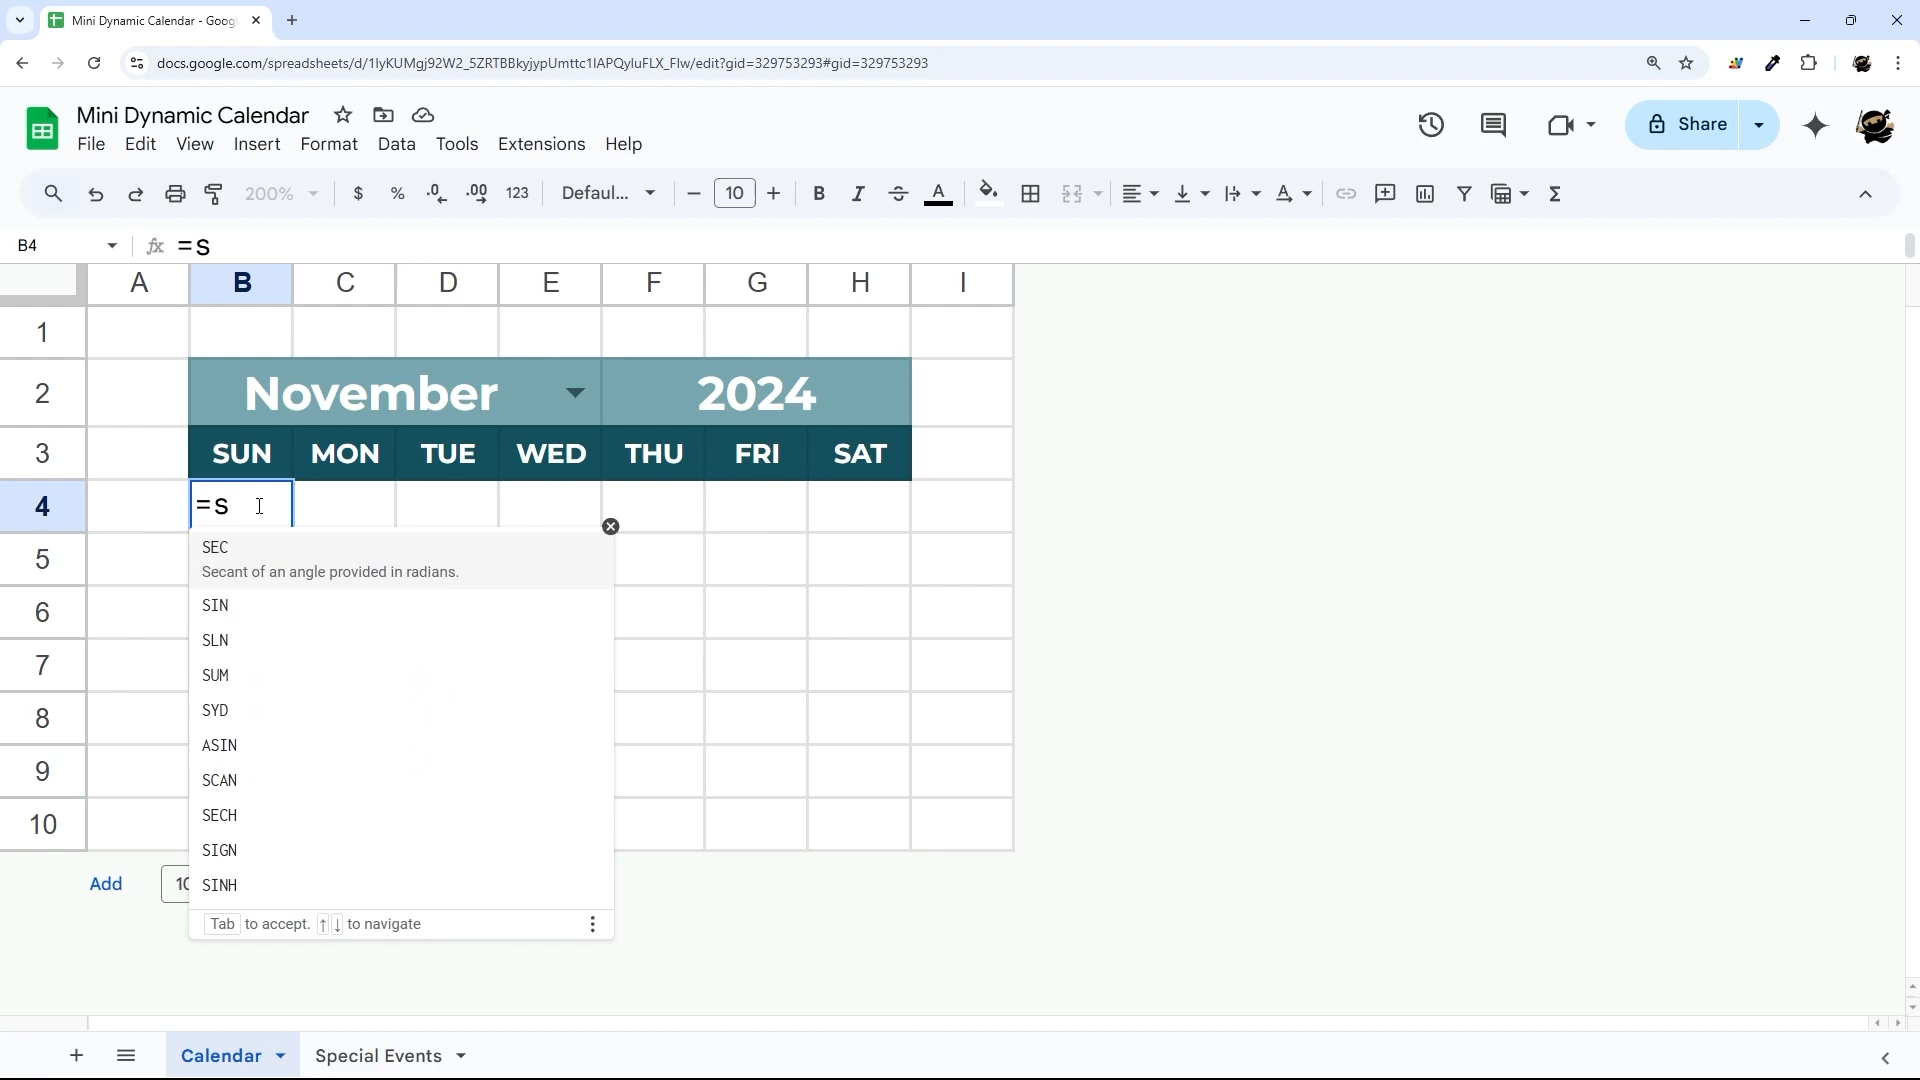 Mini Dynamic Calendar - Goog
docs.google.com/spreadsheets/d/1lyKUMgj92W2_5ZRTBBkyjypUmttc1lAPQyluFLX_Flw/edit?gid=329753293#gid=329753293
Mini Dynamic Calendar
File Edit View Insert Format Data Tools Extensions Help
Share
200% $ % .0 .00 123 Defaul... 10 B I S A Σ
B4 fx =s
A B C D E F G H I
1
2 November 2024
3 SUN MON TUE WED THU FRI SAT
4 =s
SEC
Secant of an angle provided in radians.
5
SIN
6
SLN
7
SUM
8
SYD
ASIN
9
SCAN
SECH
10
SIGN
Add 10
SINH
Tab to accept. ↑ ↓ to navigate
Calendar Special Events